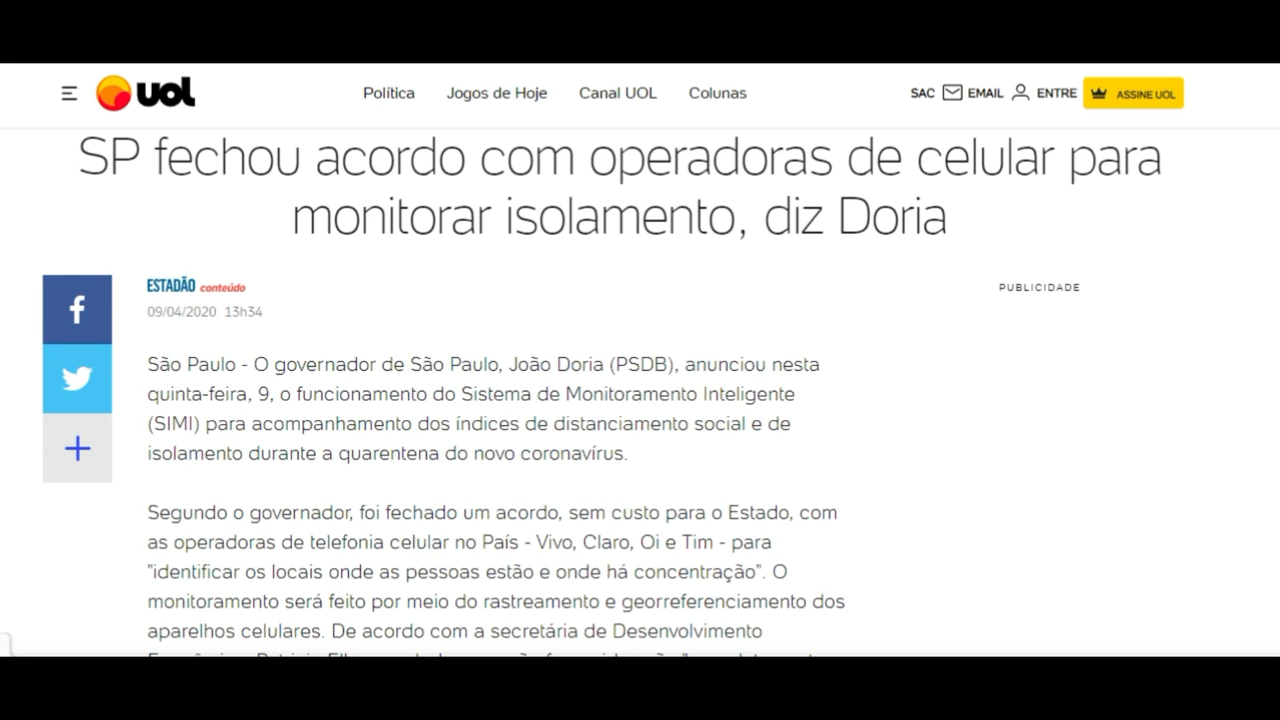 uol
Política
Jogos de Hoje
Canal UOL
Colunas
SAC
EMAIL
ENTRE
ASSINE UOL
SP fechou acordo com operadoras de celular para
monitorar isolamento, diz Doria
ESTADÃO conteúdo
09/04/2020 13h34
PUBLICIDADE
São Paulo - O governador de São Paulo, João Doria (PSDB), anunciou nesta
quinta-feira, 9, o funcionamento do Sistema de Monitoramento Inteligente
(SIMI) para acompanhamento dos índices de distanciamento social e de
isolamento durante a quarentena do novo coronavírus.
Segundo o governador, foi fechado um acordo, sem custo para o Estado, com
as operadoras de telefonia celular no País - Vivo, Claro, Oi e Tim - para
"identificar os locais onde as pessoas estão e onde há concentração". O
monitoramento será feito por meio do rastreamento e georreferenciamento dos
aparelhos celulares. De acordo com a secretária de Desenvolvimento